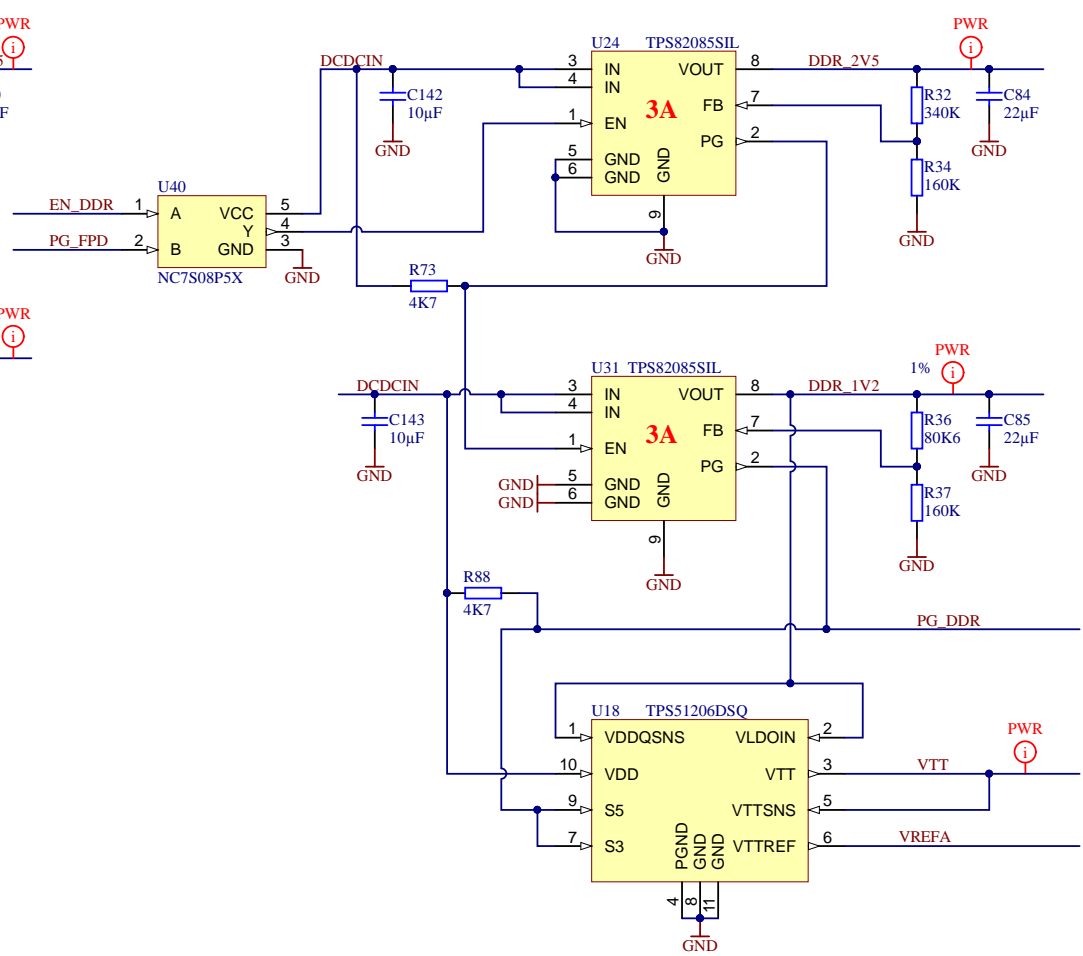 PWR
i
5
F
DCDCIN
C142
10µF
GND
U24 TPS82085SIL
3 IN VOUT 8
4 IN
FB 7
3A
1 EN
PG 2
5 GND
6 GND
GND
9
GND
DDR_2V5
PWR
i
R32
340K
C84
22µF
GND
R34
160K
GND
U40
EN_DDR 1 A VCC 5
Y 4
PG_FPD 2 B GND 3
NC7S08P5X
GND
R73
4K7
PWR
i
DCDCIN
C143
10µF
GND
U31 TPS82085SIL
3 IN VOUT 8
4 IN
FB 7
3A
1 EN
PG 2
GND 5 GND
GND 6 GND
GND
9
GND
DDR_1V2
1%
PWR
i
R36
80K6
C85
22µF
GND
R37
160K
GND
R88
4K7
PG_DDR
U18 TPS51206DSQ
1 VDDQSNS VLDOIN 2
10 VDD VTT 3
9 S5 VTTSNS 5
7 S3 VTTREF 6
PGND
GND
GND
4
8
11
GND
VTT
PWR
i
VREFA